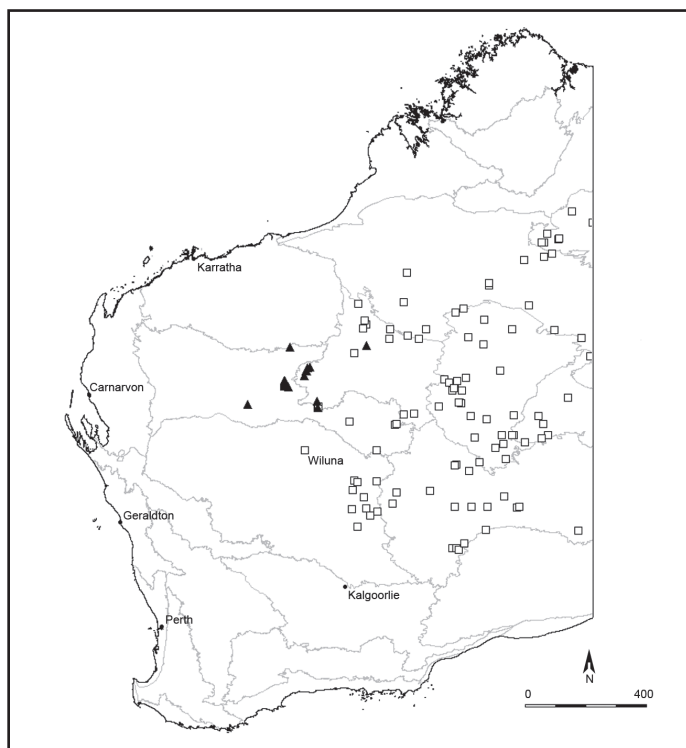 Karratha
Carnarvon
Wiluna
Geraldton
Kalgoorlie
Perth
N
0 400